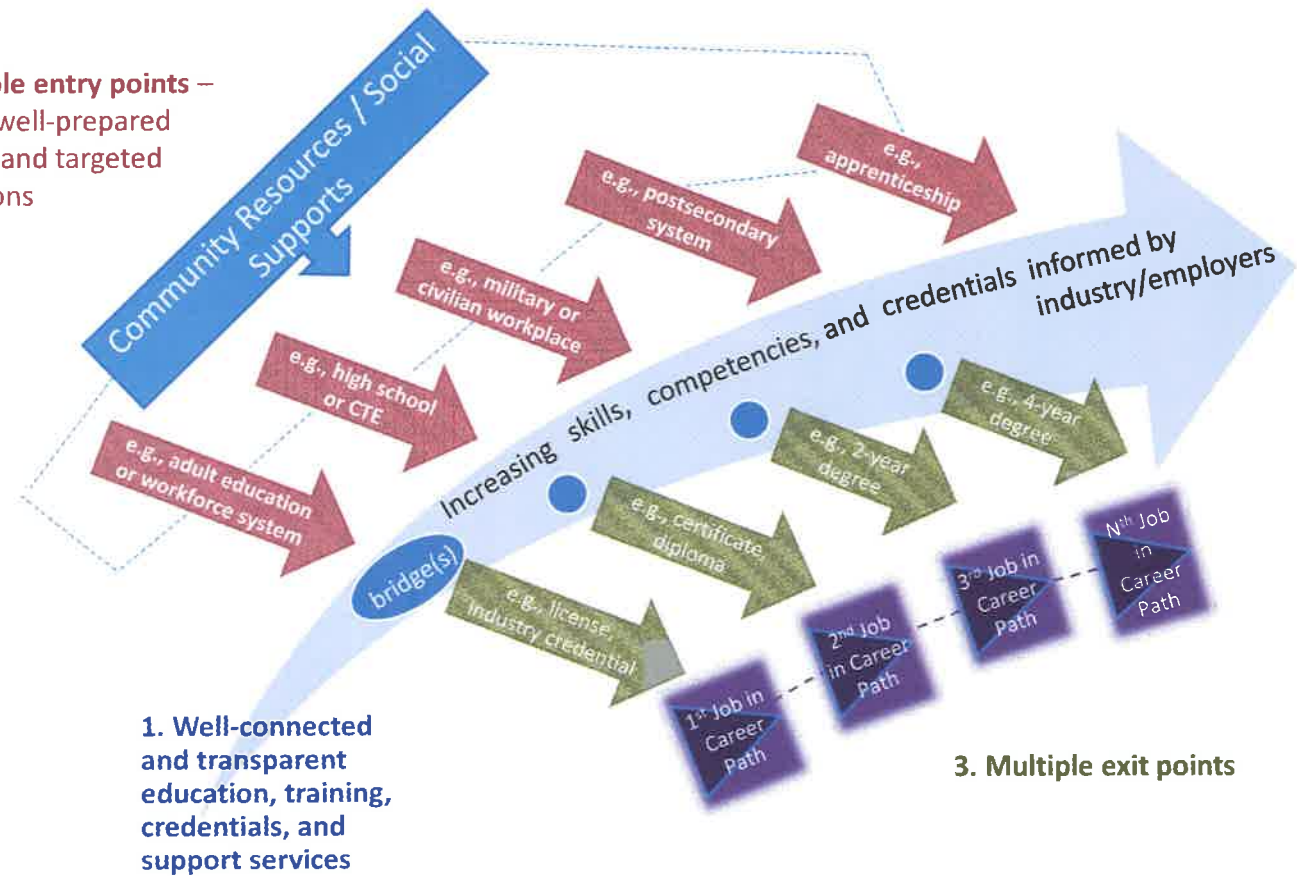 ole entry points –
well-prepared
and targeted
ons
Community Resources / Social
Supports
e.g.,
apprenticeship
e.g., postsecondary
system
e.g., military or
civilian workplace
e.g., high school
or CTE
e.g., adult education
or workforce system
Increasing skills, competencies, and credentials informed by
industry/employers
bridge(s)
e.g., license,
industry credential
e.g., certificate,
diploma
e.g., 2-year
degree
e.g., 4-year
degree
1st Job in
Career
Path
2nd Job
in Career
Path
3rd Job in
Career
Path
Nth Job
in
Career
Path
1. Well-connected
and transparent
education, training,
credentials, and
support services
3. Multiple exit points